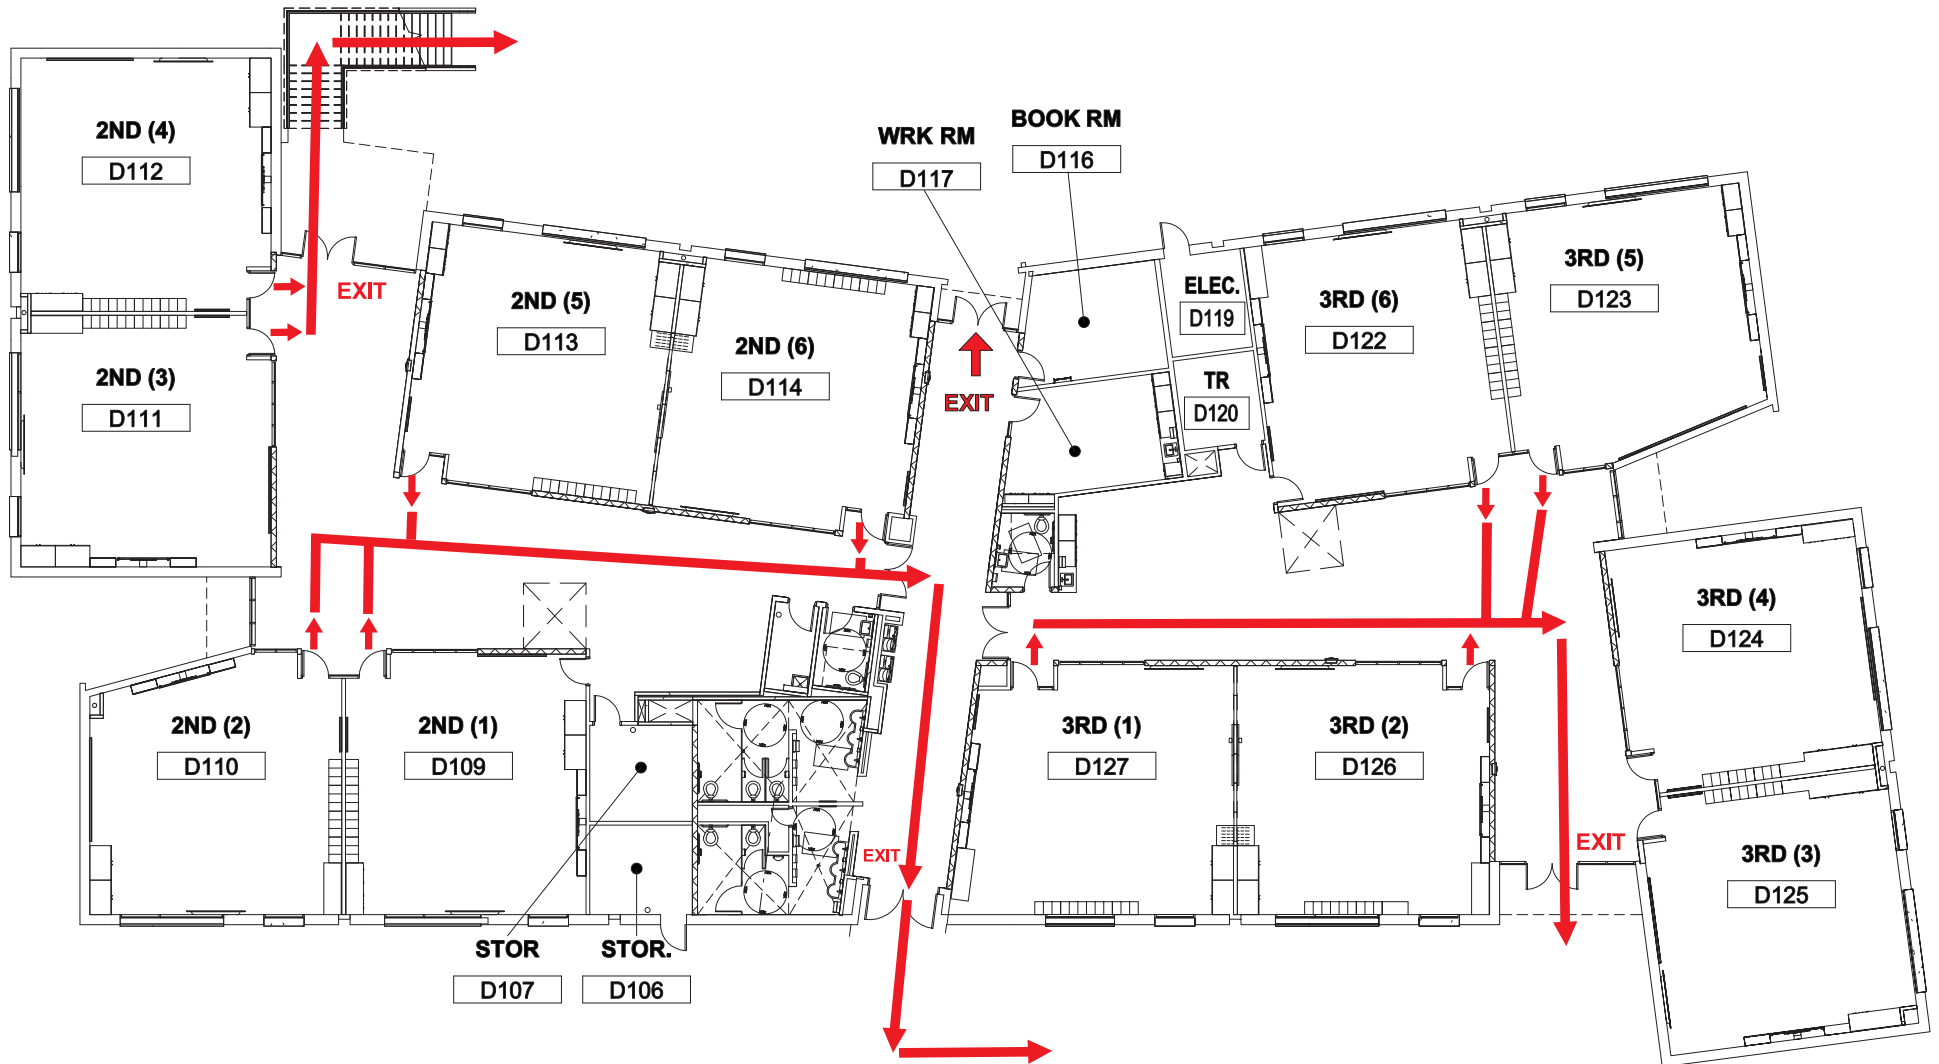 2ND (4)
D112
WRK RM
D117
BOOK RM
D116
EXIT
2ND (5)
D113
2ND (6)
D114
EXIT
ELEC.
D119
TR
D120
3RD (6)
D122
3RD (5)
D123
2ND (3)
D111
3RD (4)
D124
2ND (2)
D110
2ND (1)
D109
3RD (1)
D127
3RD (2)
D126
EXIT
EXIT
3RD (3)
D125
STOR
D107
STOR.
D106